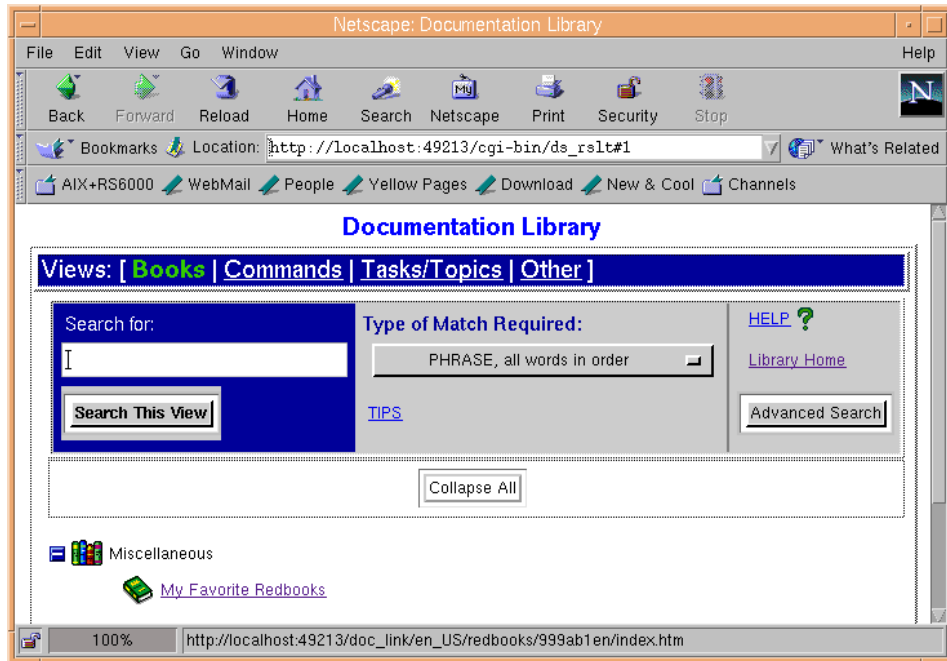 Netscape: Documentation Library
File Edit View Go Window Help
Back Forward Reload Home Search Netscape Print Security Stop
My
N
Bookmarks Location: http://localhost:49213/cgi-bin/ds_rslt#1 What's Related
AIX+RS6000 WebMail People Yellow Pages Download New & Cool Channels
Documentation Library
Views: [ Books | Commands | Tasks/Topics | Other ]
Search for:
Type of Match Required:
HELP ?
PHRASE, all words in order
Library Home
Search This View
TIPS
Advanced Search
Collapse All
Miscellaneous
My Favorite Redbooks
100% http://localhost:49213/doc_link/en_US/redbooks/999ab1en/index.htm